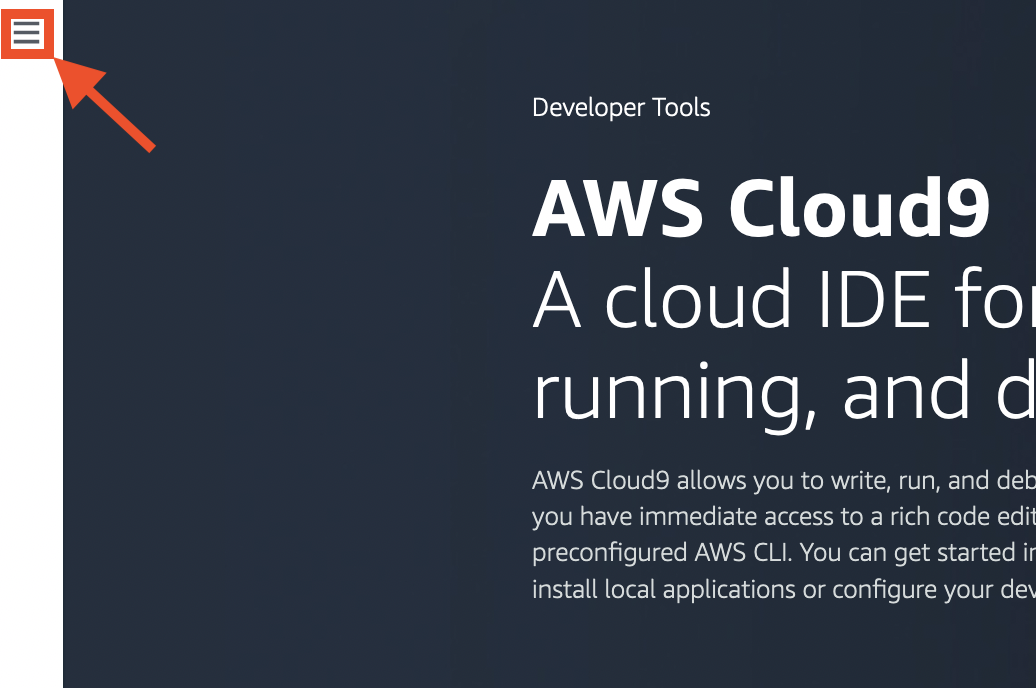 Developer Tools
AWS Cloud9
A cloud IDE for
running, and d
AWS Cloud9 allows you to write, run, and deb
you have immediate access to a rich code edit
preconfigured AWS CLI. You can get started in
install local applications or configure your dev